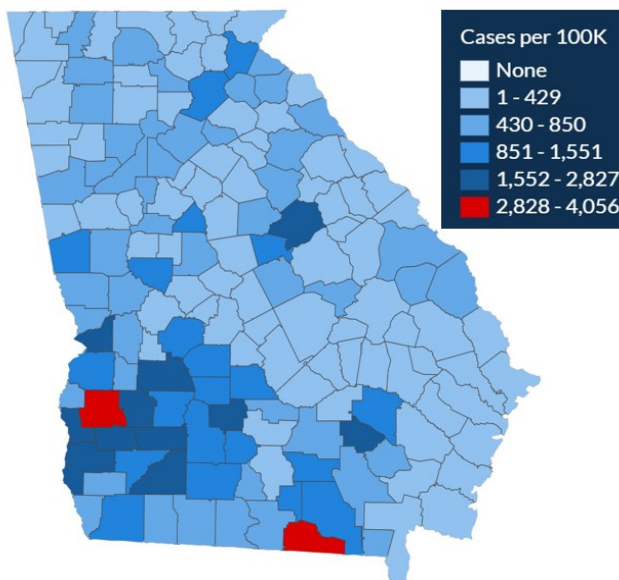 Cases per 100K
None
1 - 429
430 - 850
851 - 1,551
1,552 - 2,827
2,828 - 4,056